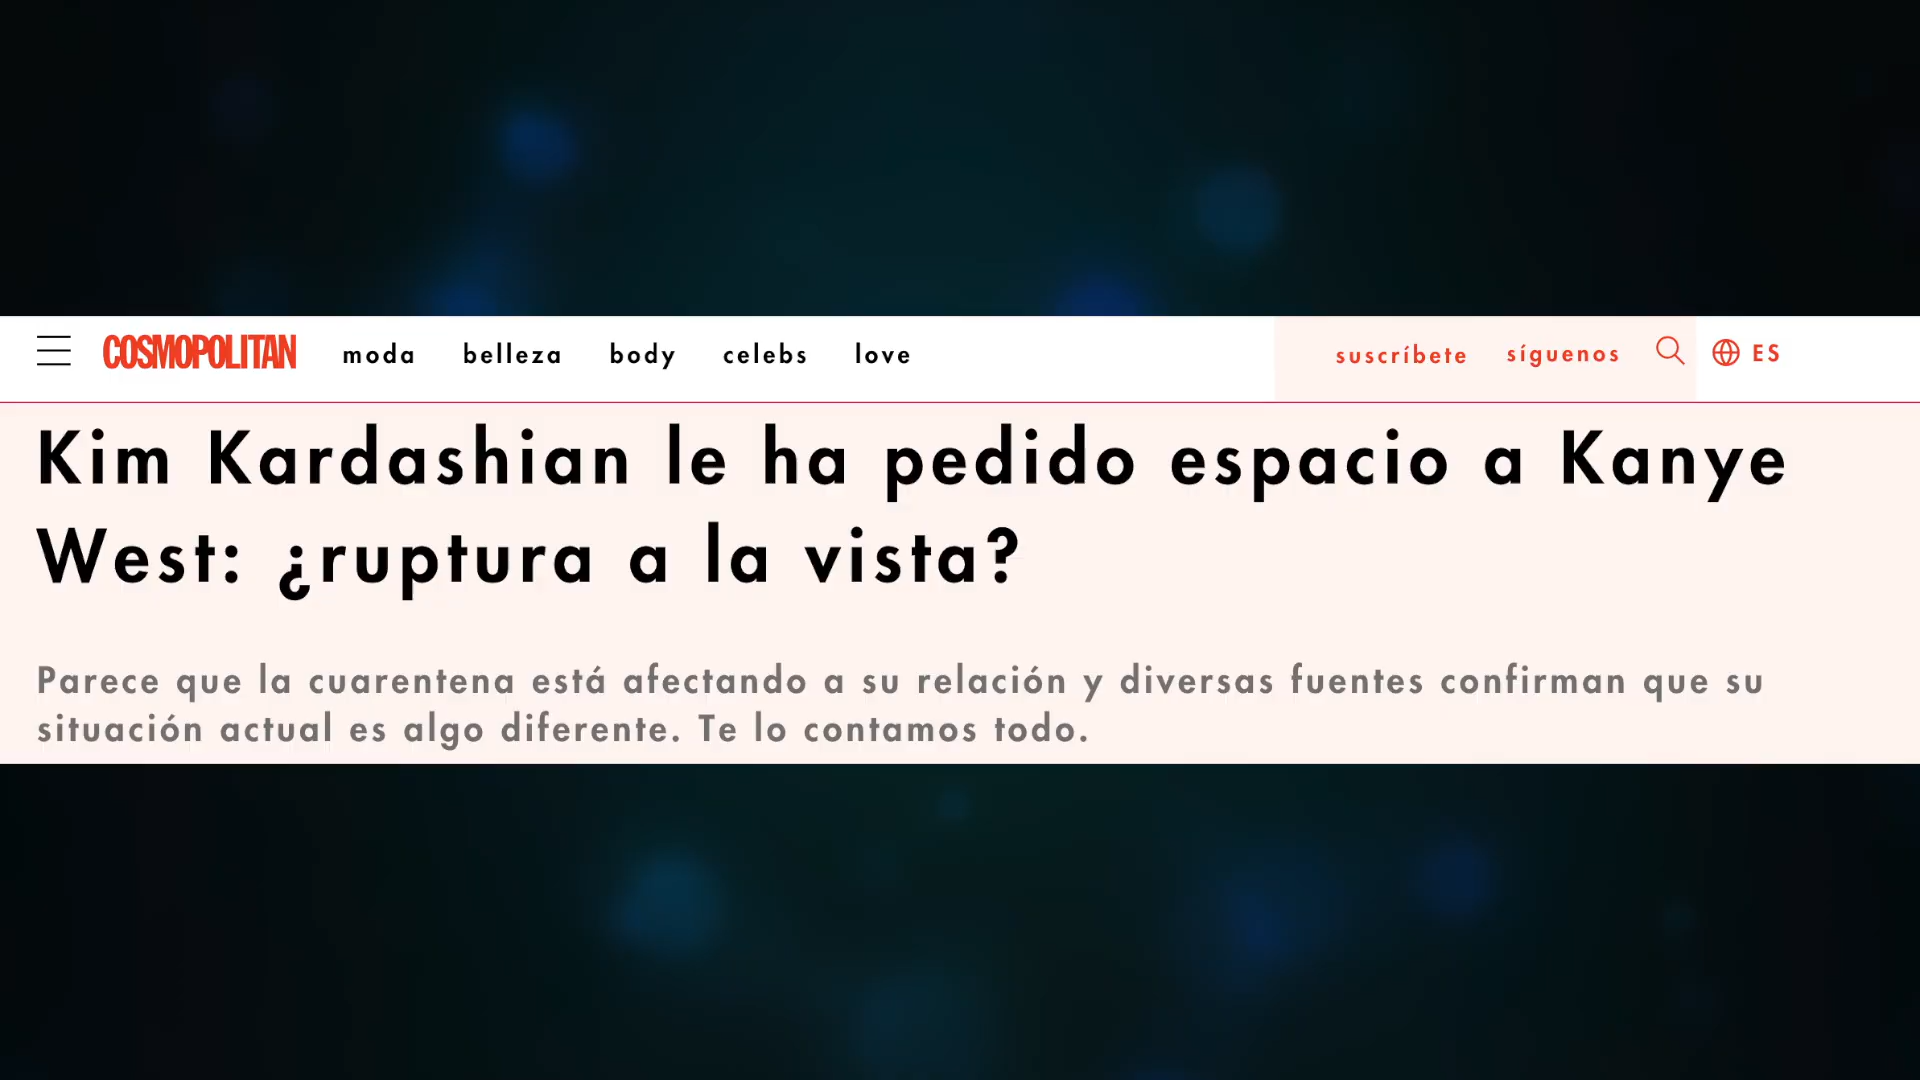 COSMOPOLITAN moda belleza body celebs love suscríbete síguenos ES
Kim Kardashian le ha pedido espacio a Kanye
West: ¿ruptura a la vista?
Parece que la cuarentena está afectando a su relación y diversas fuentes confirman que su
situación actual es algo diferente. Te lo contamos todo.